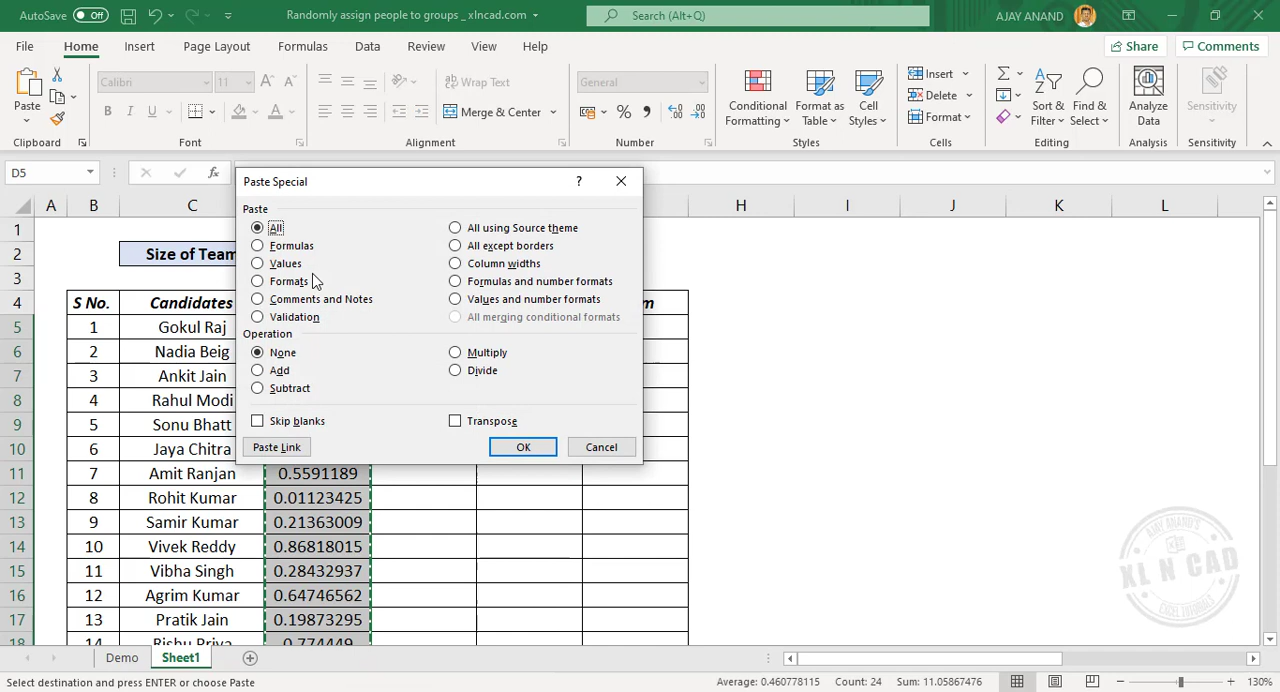 AutoSave Off Randomly assign people to groups _ xlncad.com Search (Alt+Q) AJAY ANAND
File Home Insert Page Layout Formulas Data Review View Help Share Comments
Paste
Clipboard
Calibri 11
B I U
Font
Wrap Text
Merge & Center
Alignment
General
% ,
Number
Conditional Formatting
Format as Table
Cell Styles
Styles
Insert
Delete
Format
Cells
Sort & Filter
Find & Select
Editing
Analyze Data
Analysis
Sensitivity
Sensitivity
D5 fx
Paste Special ? ×
Paste
All All using Source theme
Formulas All except borders
Values Column widths
Formats Formulas and number formats
Comments and Notes Values and number formats
Validation All merging conditional formats
Operation
None Multiply
Add Divide
Subtract
Skip blanks Transpose
Paste Link OK Cancel
A B C H I J K L
1
2 Size of Team
3
4 S No. Candidates m
5 1 Gokul Raj
6 2 Nadia Beig
7 3 Ankit Jain
8 4 Rahul Modi
9 5 Sonu Bhatt
10 6 Jaya Chitra
11 7 Amit Ranjan 0.5591189
12 8 Rohit Kumar 0.01123425
13 9 Samir Kumar 0.21363009
14 10 Vivek Reddy 0.86818015
15 11 Vibha Singh 0.28432937
16 12 Agrim Kumar 0.64746562
17 13 Pratik Jain 0.19873295
18 14 Rishu Priya 0.774449
AJAY ANAND'S
XL N CAD
EXCEL TUTORIALS
Demo Sheet1
Select destination and press ENTER or choose Paste Average: 0.460778115 Count: 24 Sum: 11.05867476 130%